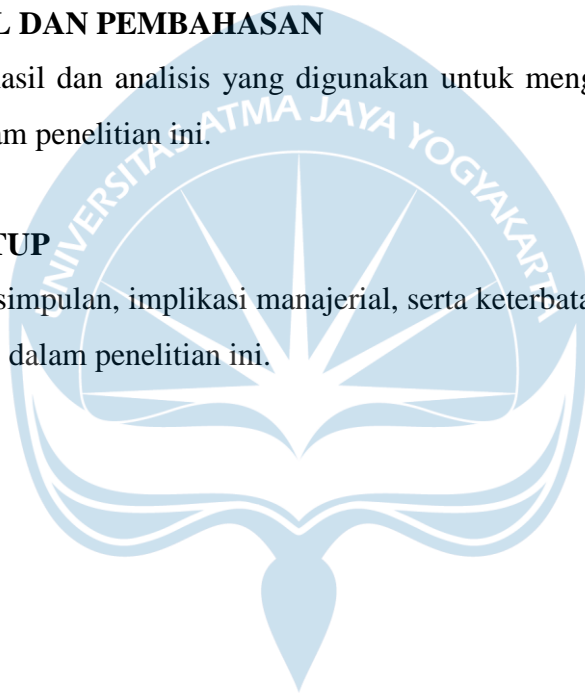 L DAN PEMBAHASAN
asil dan analisis yang digunakan untuk meng
m penelitian ini.
UNIVERSITAS ATMA JAYA YOGYAKARTA
TUP
simpulan, implikasi manajerial, serta keterbata
dalam penelitian ini.